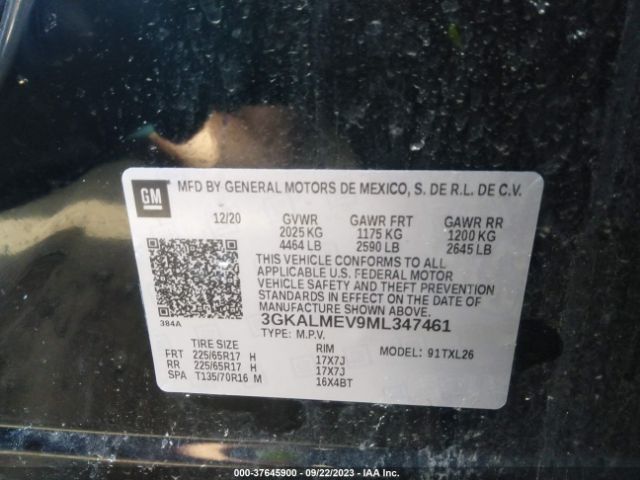 GM
MFD BY GENERAL MOTORS DE MEXICO, S. DE R.L. DE C.V.
12/20 GVWR GAWR FRT GAWR RR
2025 KG 1175 KG 1200 KG
4464 LB 2590 LB 2645 LB
THIS VEHICLE CONFORMS TO ALL
APPLICABLE U.S. FEDERAL MOTOR
VEHICLE SAFETY AND THEFT PREVENTION
STANDARDS IN EFFECT ON THE DATE OF
MANUFACTURE SHOWN ABOVE.
384A
3GKALMEV9ML347461
TYPE: M.P.V.
TIRE SIZE RIM MODEL: 91TXL26
FRT 225/65R17 H 17X7J
RR 225/65R17 H 17X7J
SPA T135/70R16 M 16X4BT
000-37645900 - 09/22/2023 - IAA Inc.